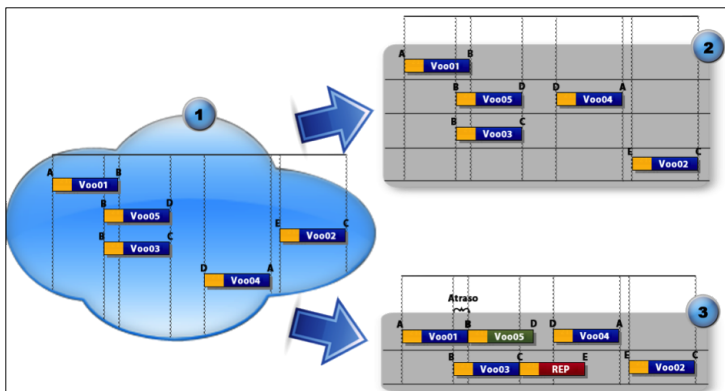 1
A Voo01 B
B Voo05 D
B Voo03 C
E Voo02 C
D Voo04 A
2
A Voo01 B
B Voo05 D D Voo04 A
B Voo03 C
E Voo02 C
3
Atraso
A Voo01 B Voo05 D D Voo04 A
B Voo03 C REP E E Voo02 C